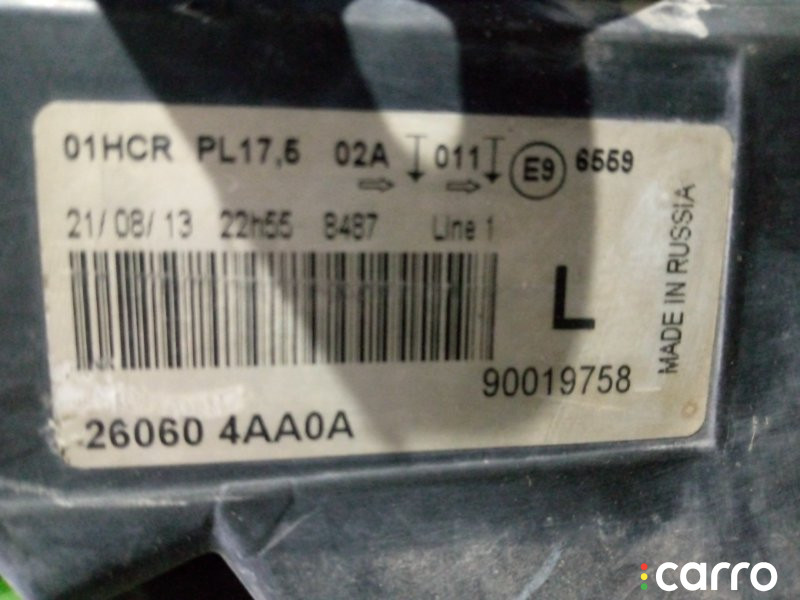 01HCR PL17,5 02A 011 E9 6559
21/08/13 22h55 8487 Line 1
L
MADE IN RUSSIA
90019758
26060 4AA0A
carro